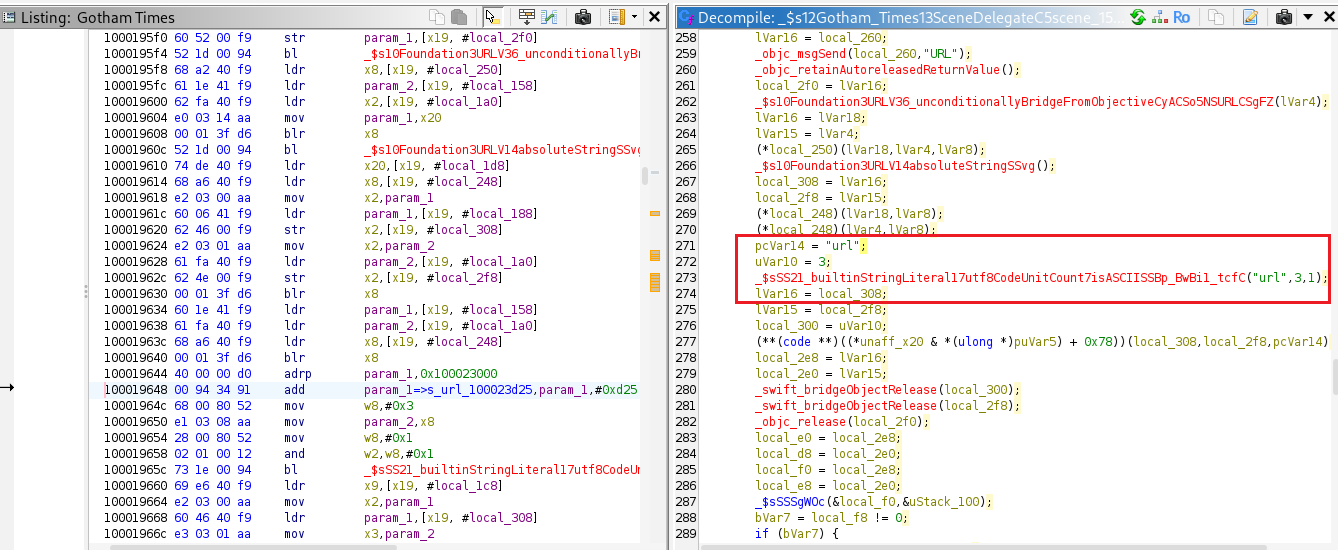 Listing: Gotham Times
1000195f0 60 52 00 f9 str param_1,[x19, #local_2f0]
1000195f4 52 1d 00 94 bl _$s10Foundation3URLV36_unconditionallyBr
1000195f8 68 a2 40 f9 ldr x8,[x19, #local_250]
1000195fc 61 1e 41 f9 ldr param_2,[x19, #local_158]
100019600 62 fa 40 f9 ldr x2,[x19, #local_1a0]
100019604 e0 03 14 aa mov param_1,x20
100019608 00 01 3f d6 blr x8
10001960c 52 1d 00 94 bl _$s10Foundation3URLV14absoluteStringSSvg
100019610 74 de 40 f9 ldr x20,[x19, #local_1d8]
100019614 68 a6 40 f9 ldr x8,[x19, #local_248]
100019618 e2 03 00 aa mov x2,param_1
10001961c 60 06 41 f9 ldr param_1,[x19, #local_188]
100019620 62 46 00 f9 str x2,[x19, #local_308]
100019624 e2 03 01 aa mov x2,param_2
100019628 61 fa 40 f9 ldr param_2,[x19, #local_1a0]
10001962c 62 4e 00 f9 str x2,[x19, #local_2f8]
100019630 00 01 3f d6 blr x8
100019634 60 1e 41 f9 ldr param_1,[x19, #local_158]
100019638 61 fa 40 f9 ldr param_2,[x19, #local_1a0]
10001963c 68 a6 40 f9 ldr x8,[x19, #local_248]
100019640 00 01 3f d6 blr x8
100019644 40 00 00 d0 adrp param_1,0x100023000
100019648 00 94 34 91 add param_1=>s_url_100023d25,param_1,#0xd25
10001964c 68 00 80 52 mov w8,#0x3
100019650 e1 03 08 aa mov param_2,x8
100019654 28 00 80 52 mov w8,#0x1
100019658 02 01 00 12 and w2,w8,#0x1
10001965c 73 1e 00 94 bl _$sSS21_builtinStringLiteral17utf8CodeUn
100019660 69 e6 40 f9 ldr x9,[x19, #local_1c8]
100019664 e2 03 00 aa mov x2,param_1
100019668 60 46 40 f9 ldr param_1,[x19, #local_308]
10001966c e3 03 01 aa mov x3,param_2
Decompile: _$s12Gotham_Times13SceneDelegateC5scene_15...
Ro
258 lVar16 = local_260;
259 _objc_msgSend(local_260,"URL");
260 _objc_retainAutoreleasedReturnValue();
261 local_2f0 = lVar16;
262 _$s10Foundation3URLV36_unconditionallyBridgeFromObjectiveCyACSo5NSURLCSgFZ(lVar4);
263 lVar16 = lVar18;
264 lVar15 = lVar4;
265 (*local_250)(lVar18,lVar4,lVar8);
266 _$s10Foundation3URLV14absoluteStringSSvg();
267 local_308 = lVar16;
268 local_2f8 = lVar15;
269 (*local_248)(lVar18,lVar8);
270 (*local_248)(lVar4,lVar8);
271 pcVar14 = "url";
272 uVar10 = 3;
273 _$sSS21_builtinStringLiteral17utf8CodeUnitCount7isASCIISSBp_BwBi1_tcfC("url",3,1);
274 lVar16 = local_308;
275 lVar15 = local_2f8;
276 local_300 = uVar10;
277 (**(code **)((*unaff_x20 & *(ulong *)puVar5) + 0x78))(local_308,local_2f8,pcVar14)
278 local_2e8 = lVar16;
279 local_2e0 = lVar15;
280 _swift_bridgeObjectRelease(local_300);
281 _swift_bridgeObjectRelease(local_2f8);
282 _objc_release(local_2f0);
283 local_e0 = local_2e8;
284 local_d8 = local_2e0;
285 local_f0 = local_2e8;
286 local_e8 = local_2e0;
287 _$sSSSgWOc(&local_f0,&uStack_100);
288 bVar7 = local_f8 != 0;
289 if (bVar7) {